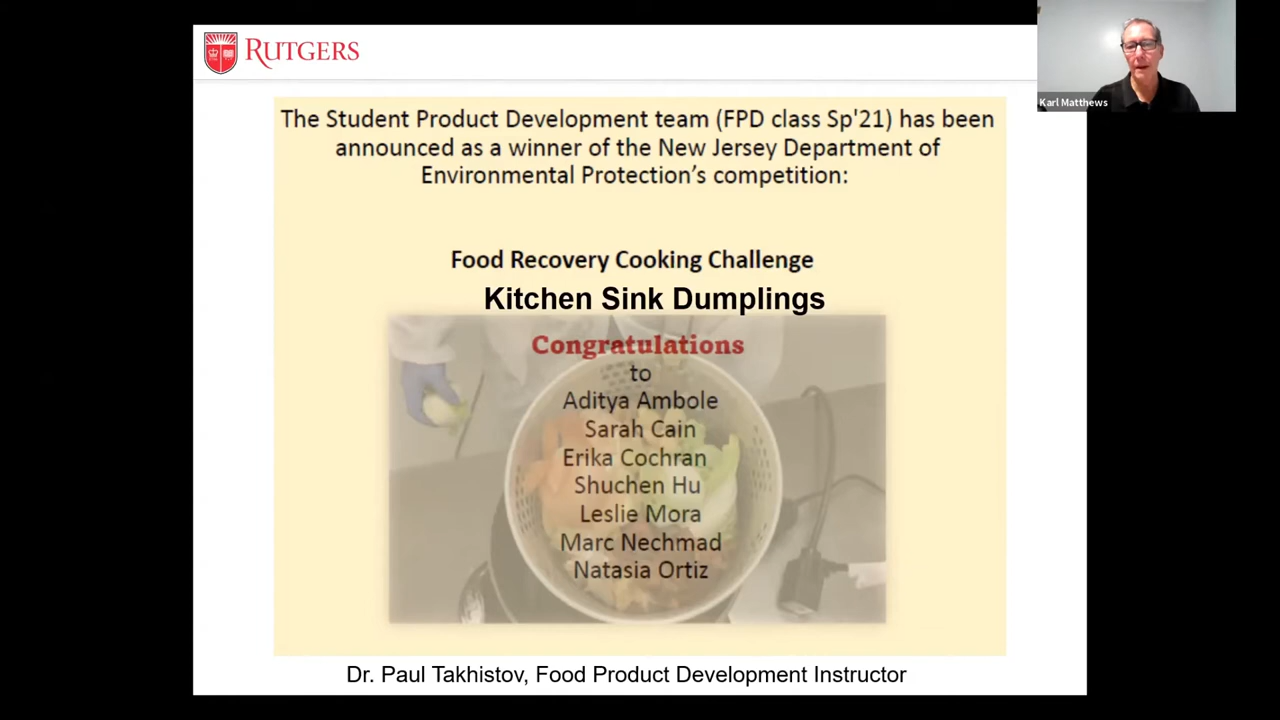 RUTGERS
Karl Matthews
The Student Product Development team (FPD class Sp'21) has been
announced as a winner of the New Jersey Department of
Environmental Protection’s competition:
Food Recovery Cooking Challenge
Kitchen Sink Dumplings
Congratulations
to
Aditya Ambole
Sarah Cain
Erika Cochran
Shuchen Hu
Leslie Mora
Marc Nechmad
Natasia Ortiz
Dr. Paul Takhistov, Food Product Development Instructor